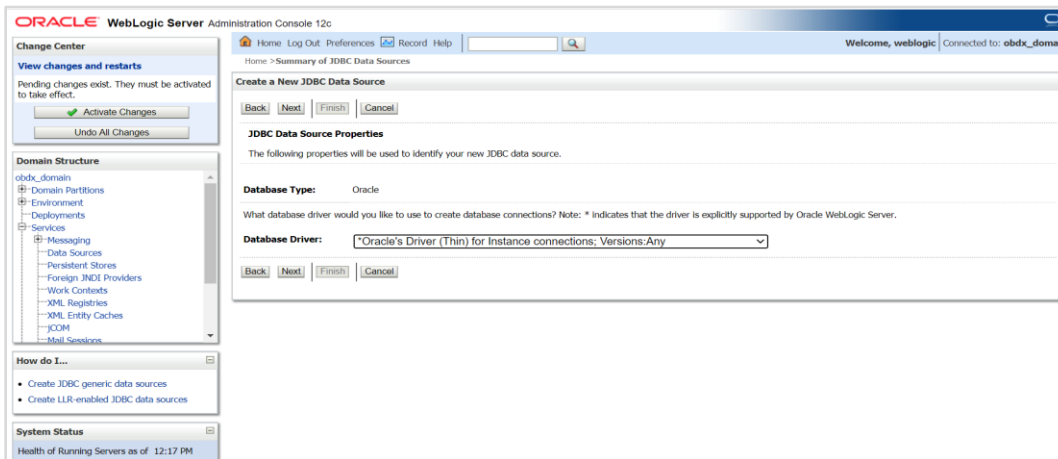 ORACLE WebLogic Server Administration Console 12c
Change Center
View changes and restarts
Pending changes exist. They must be activated
to take effect.
Activate Changes
Undo All Changes
Domain Structure
obdx_domain
Domain Partitions
Environment
Deployments
Services
Messaging
Data Sources
Persistent Stores
Foreign JNDI Providers
Work Contexts
XML Registries
XML Entity Caches
jCOM
Mail Sessions
How do I...
Create JDBC generic data sources
Create LLR-enabled JDBC data sources
System Status
Health of Running Servers as of 12:17 PM
Home Log Out Preferences Record Help
Welcome, weblogic Connected to: obdx_doma
Home >Summary of JDBC Data Sources
Create a New JDBC Data Source
Back Next Finish Cancel
JDBC Data Source Properties
The following properties will be used to identify your new JDBC data source.
Database Type: Oracle
What database driver would you like to use to create database connections? Note: * indicates that the driver is explicitly supported by Oracle WebLogic Server.
Database Driver: *Oracle's Driver (Thin) for Instance connections; Versions:Any
Back Next Finish Cancel